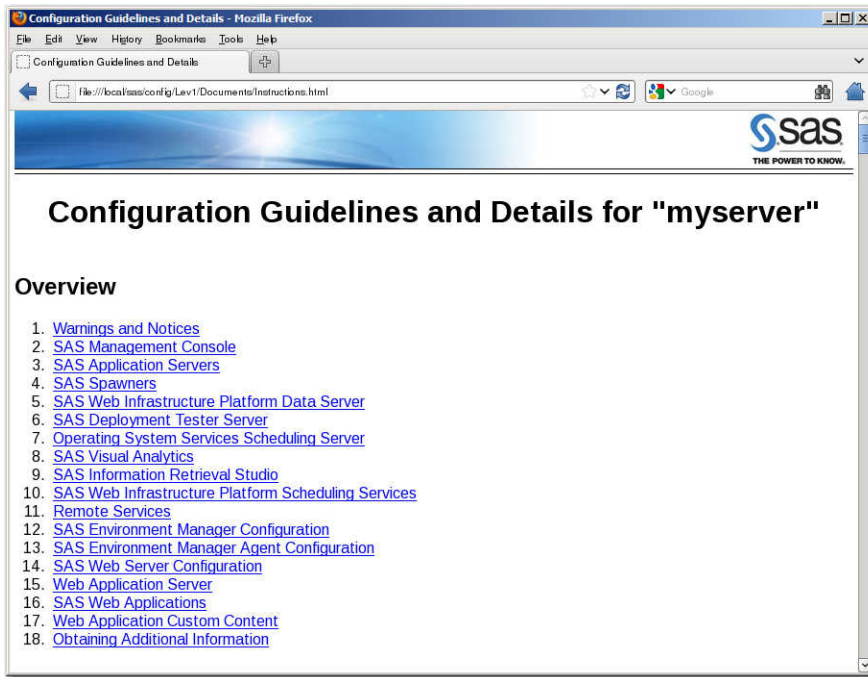 Configuration Guidelines and Details - Mozilla Firefox
File Edit View History Bookmarks Tools Help
Configuration Guidelines and Details
file:///local/sas/config/Lev1/Documents/Instructions.html
Google
sas
THE POWER TO KNOW.
Configuration Guidelines and Details for "myserver"
Overview
1. Warnings and Notices
2. SAS Management Console
3. SAS Application Servers
4. SAS Spawners
5. SAS Web Infrastructure Platform Data Server
6. SAS Deployment Tester Server
7. Operating System Services Scheduling Server
8. SAS Visual Analytics
9. SAS Information Retrieval Studio
10. SAS Web Infrastructure Platform Scheduling Services
11. Remote Services
12. SAS Environment Manager Configuration
13. SAS Environment Manager Agent Configuration
14. SAS Web Server Configuration
15. Web Application Server
16. SAS Web Applications
17. Web Application Custom Content
18. Obtaining Additional Information